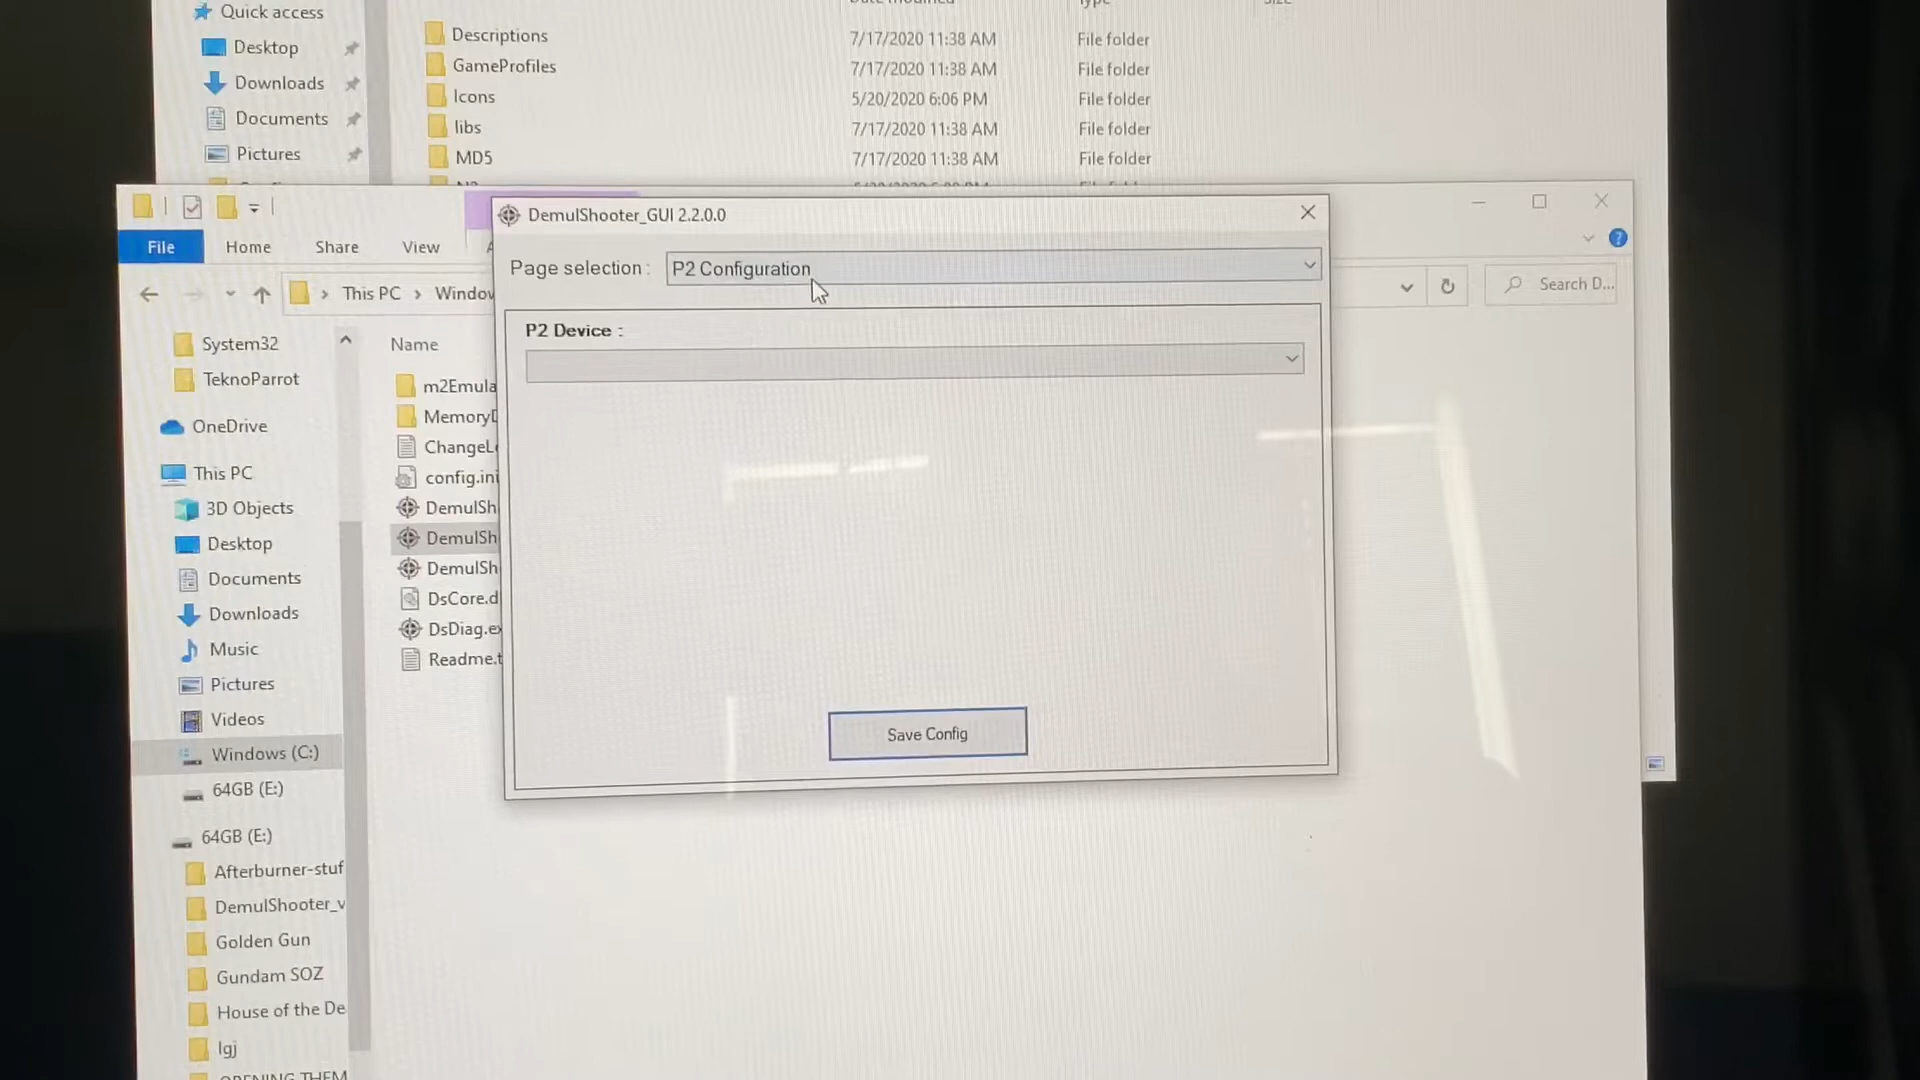 Quick access
Desktop
Downloads
Documents
Pictures
Descriptions 7/17/2020 11:38 AM File folder
GameProfiles 7/17/2020 11:38 AM File folder
Icons 5/20/2020 6:06 PM File folder
libs 7/17/2020 11:38 AM File folder
MD5 7/17/2020 11:38 AM File folder
File Home Share View
This PC > Window
Search D...
DemulShooter_GUI 2.2.0.0
Page selection : P2 Configuration
P2 Device :
Save Config
System32
TeknoParrot
OneDrive
This PC
3D Objects
Desktop
Documents
Downloads
Music
Pictures
Videos
Windows (C:)
64GB (E:)
64GB (E:)
Afterburner-stuf
DemulShooter_v
Golden Gun
Gundam SOZ
House of the De
lgj
OPENING THEM
Name
m2Emula
Memory
ChangeL
config.ini
DemulSh
DemulSh
DemulSh
DsCore.d
DsDiag.ex
Readme.t